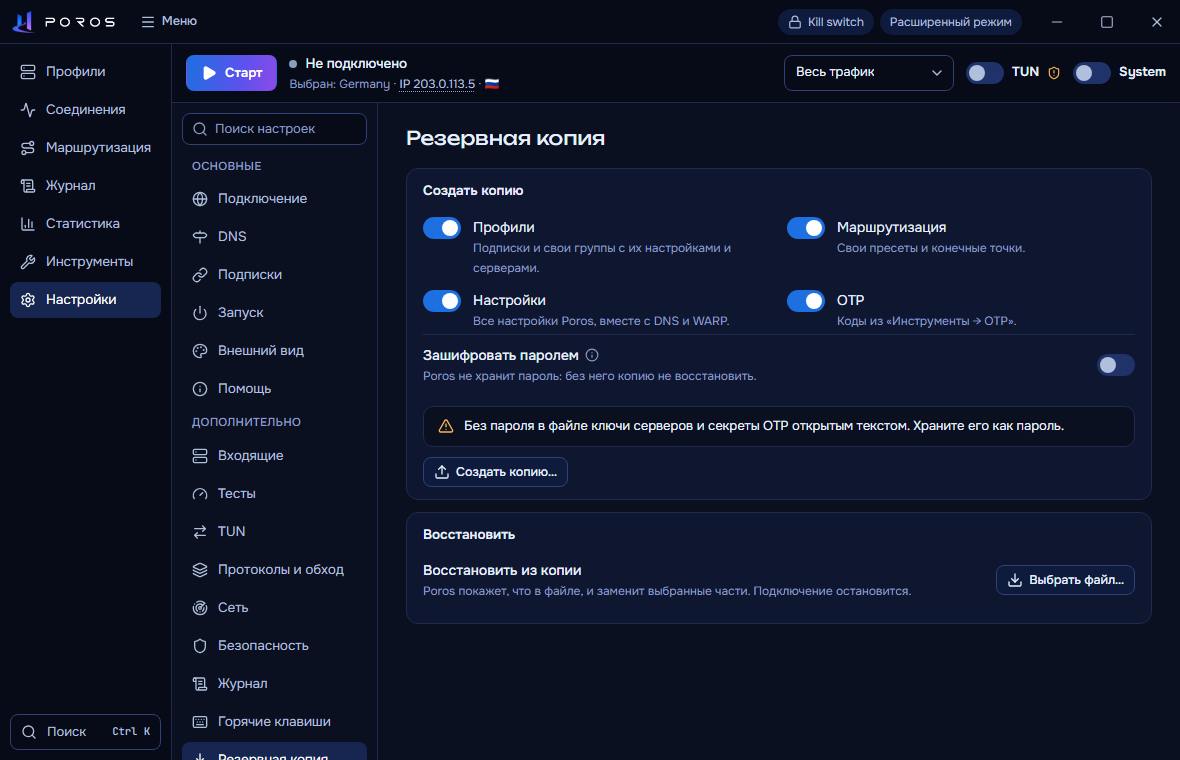 POROS
Меню
Kill switch
Расширенный режим
Профили
Соединения
Маршрутизация
Журнал
Статистика
Инструменты
Настройки
Поиск
Ctrl K
Старт
Не подключено
Выбран: Germany · IP 203.0.113.5 ·
Весь трафик
TUN
System
Поиск настроек
ОСНОВНЫЕ
Подключение
DNS
Подписки
Запуск
Внешний вид
Помощь
ДОПОЛНИТЕЛЬНО
Входящие
Тесты
TUN
Протоколы и обход
Сеть
Безопасность
Журнал
Горячие клавиши
Резервная копия
Резервная копия
Создать копию
Профили
Подписки и свои группы с их настройками и
серверами.
Маршрутизация
Свои пресеты и конечные точки.
Настройки
Все настройки Poros, вместе с DNS и WARP.
OTP
Коды из «Инструменты → OTP».
Зашифровать паролем
Poros не хранит пароль: без него копию не восстановить.
Без пароля в файле ключи серверов и секреты OTP открытым текстом. Храните его как пароль.
Создать копию…
Восстановить
Восстановить из копии
Poros покажет, что в файле, и заменит выбранные части. Подключение остановится.
Выбрать файл…